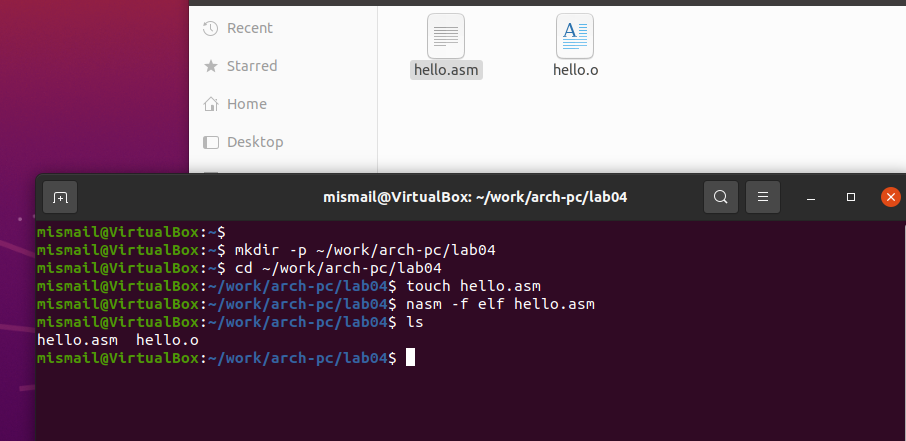 Recent
Starred
Home
Desktop
hello.asm
hello.o
mismail@VirtualBox: ~/work/arch-pc/lab04
mismail@VirtualBox:~$
mismail@VirtualBox:~$ mkdir -p ~/work/arch-pc/lab04
mismail@VirtualBox:~$ cd ~/work/arch-pc/lab04
mismail@VirtualBox:~/work/arch-pc/lab04$ touch hello.asm
mismail@VirtualBox:~/work/arch-pc/lab04$ nasm -f elf hello.asm
mismail@VirtualBox:~/work/arch-pc/lab04$ ls
hello.asm  hello.o
mismail@VirtualBox:~/work/arch-pc/lab04$